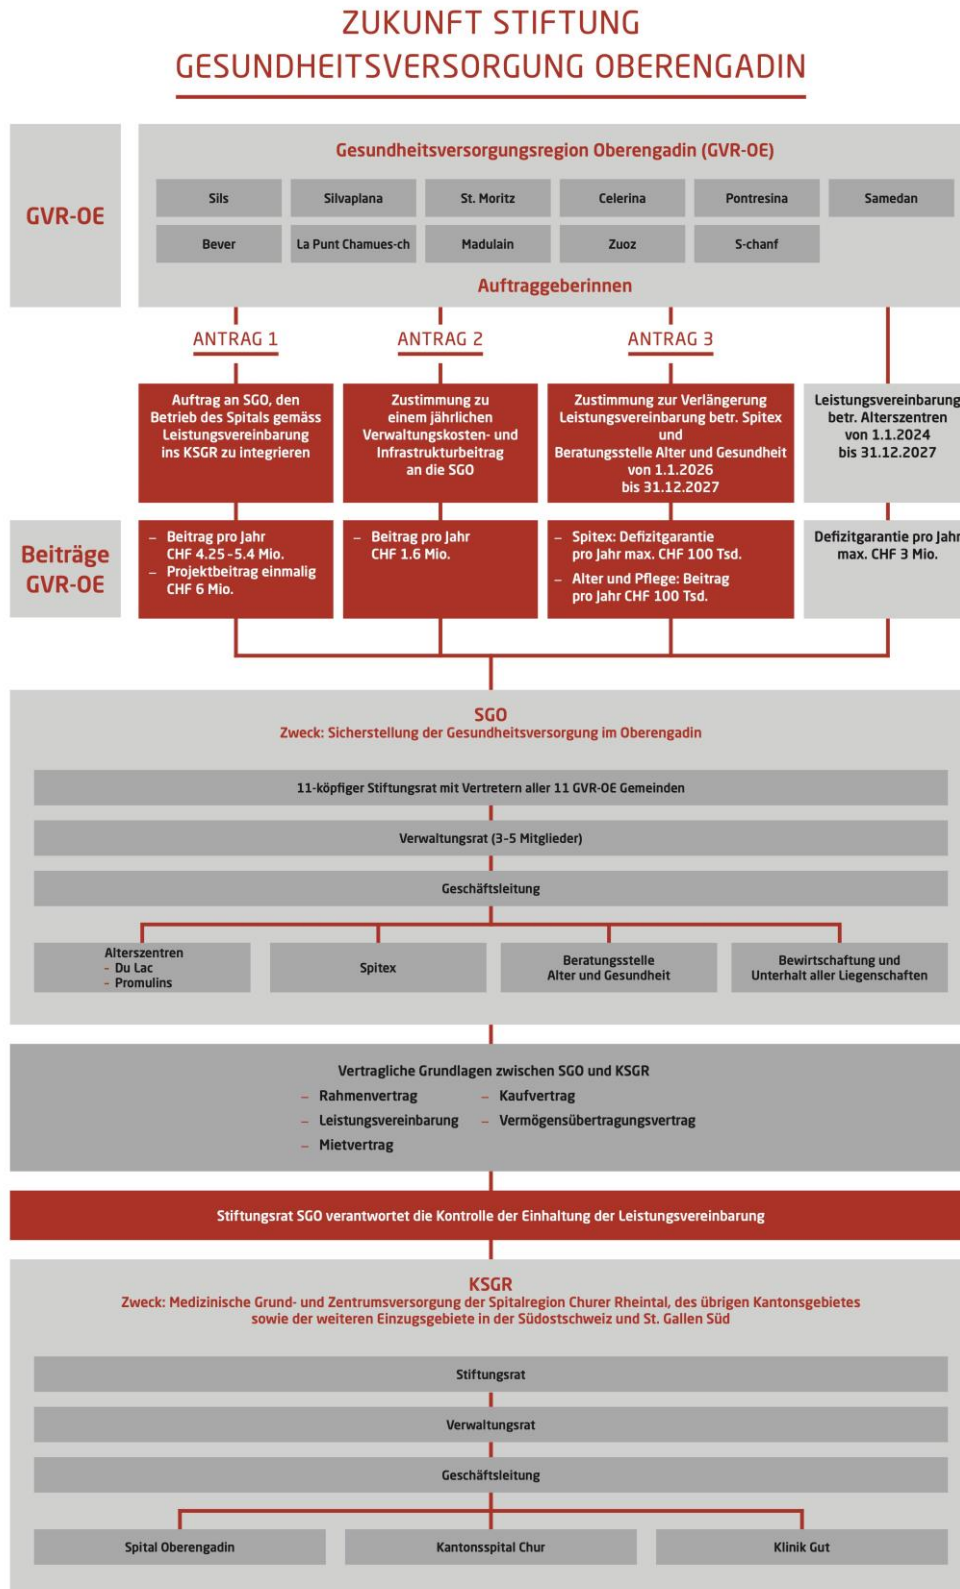 ZUKUNFT STIFTUNG
GESUNDHEITSVERSORGUNG OBERENGADIN
GVR-OE
Gesundheitsversorgungsregion Oberengadin (GVR-OE)
Sils
Silvaplana
St. Moritz
Celerina
Pontresina
Samedan
Bever
La Punt Chamues-ch
Madulain
Zuoz
S-chanf
Auftraggeberinnen
ANTRAG 1
ANTRAG 2
ANTRAG 3
Auftrag an SGO, den
Betrieb des Spitals gemäss
Leistungsvereinbarung
ins KSGR zu integrieren
Zustimmung zu
einem jährlichen
Verwaltungskosten- und
Infrastrukturbeitrag
an die SGO
Zustimmung zur Verlängerung
Leistungsvereinbarung betr. Spitex
und
Beratungsstelle Alter und Gesundheit
von 1.1.2026
bis 31.12.2027
Leistungsvereinbarung
betr. Alterszentren
von 1.1.2024
bis 31.12.2027
Beiträge
GVR-OE
– Beitrag pro Jahr
CHF 4.25–5.4 Mio.
– Projektbeitrag einmalig
CHF 6 Mio.
– Beitrag pro Jahr
CHF 1.6 Mio.
– Spitex: Defizitgarantie
pro Jahr max. CHF 100 Tsd.
– Alter und Pflege: Beitrag
pro Jahr CHF 100 Tsd.
Defizitgarantie pro Jahr
max. CHF 3 Mio.
SGO
Zweck: Sicherstellung der Gesundheitsversorgung im Oberengadin
11-köpfiger Stiftungsrat mit Vertretern aller 11 GVR-OE Gemeinden
Verwaltungsrat (3–5 Mitglieder)
Geschäftsleitung
Alterszentren
– Du Lac
– Promulins
Spitex
Beratungsstelle
Alter und Gesundheit
Bewirtschaftung und
Unterhalt aller Liegenschaften
Vertragliche Grundlagen zwischen SGO und KSGR
– Rahmenvertrag
– Leistungsvereinbarung
– Mietvertrag
– Kaufvertrag
– Vermögensübertragungsvertrag
Stiftungsrat SGO verantwortet die Kontrolle der Einhaltung der Leistungsvereinbarung
KSGR
Zweck: Medizinische Grund- und Zentrumsversorgung der Spitalregion Churer Rheintal, des übrigen Kantonsgebietes
sowie der weiteren Einzugsgebiete in der Südostschweiz und St. Gallen Süd
Stiftungsrat
Verwaltungsrat
Geschäftsleitung
Spital Oberengadin
Kantonsspital Chur
Klinik Gut